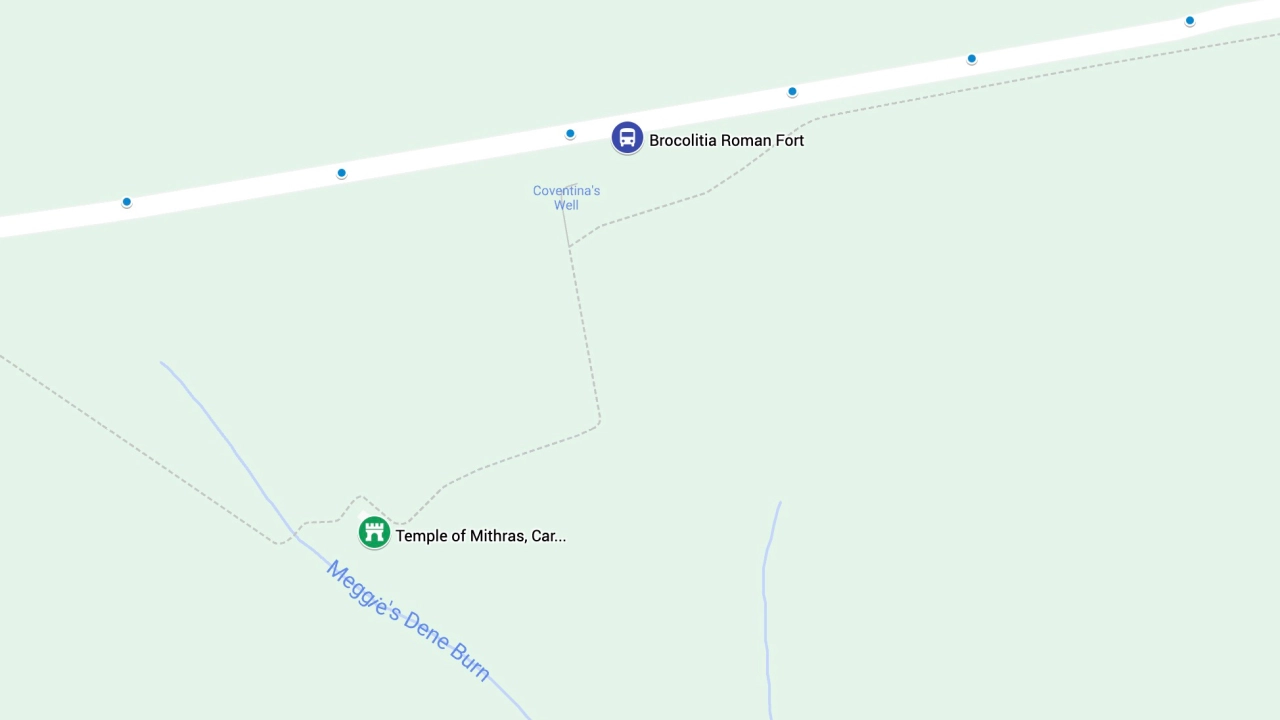 Brocolitia Roman Fort
Coventina's
Well
Temple of Mithras, Car...
Meggie's Dene Burn